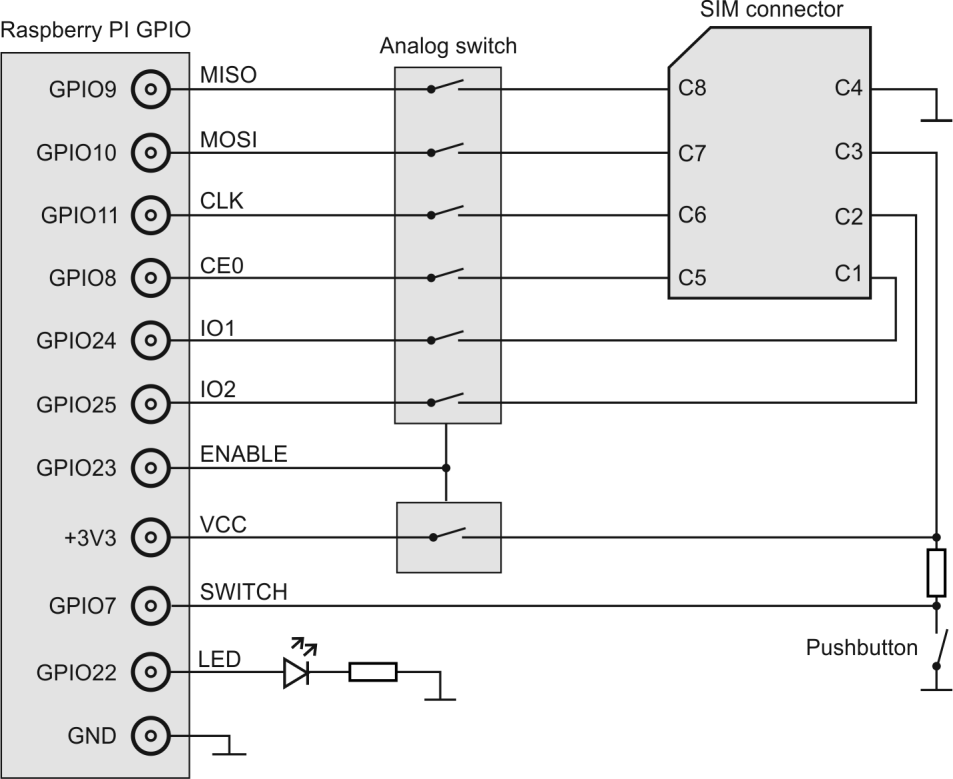 SIM connector
Raspberry PI GPIO
Analog switch
GPIO9 MISO C8 C4
GPIO10 MOSI C7 C3
GPIO11 CLK C6 C2
GPIO8 CE0 C5 C1
GPIO24 IO1
GPIO25 IO2
GPIO23 ENABLE
+3V3 VCC
GPIO7 SWITCH
Pushbutton
GPIO22 LED
GND